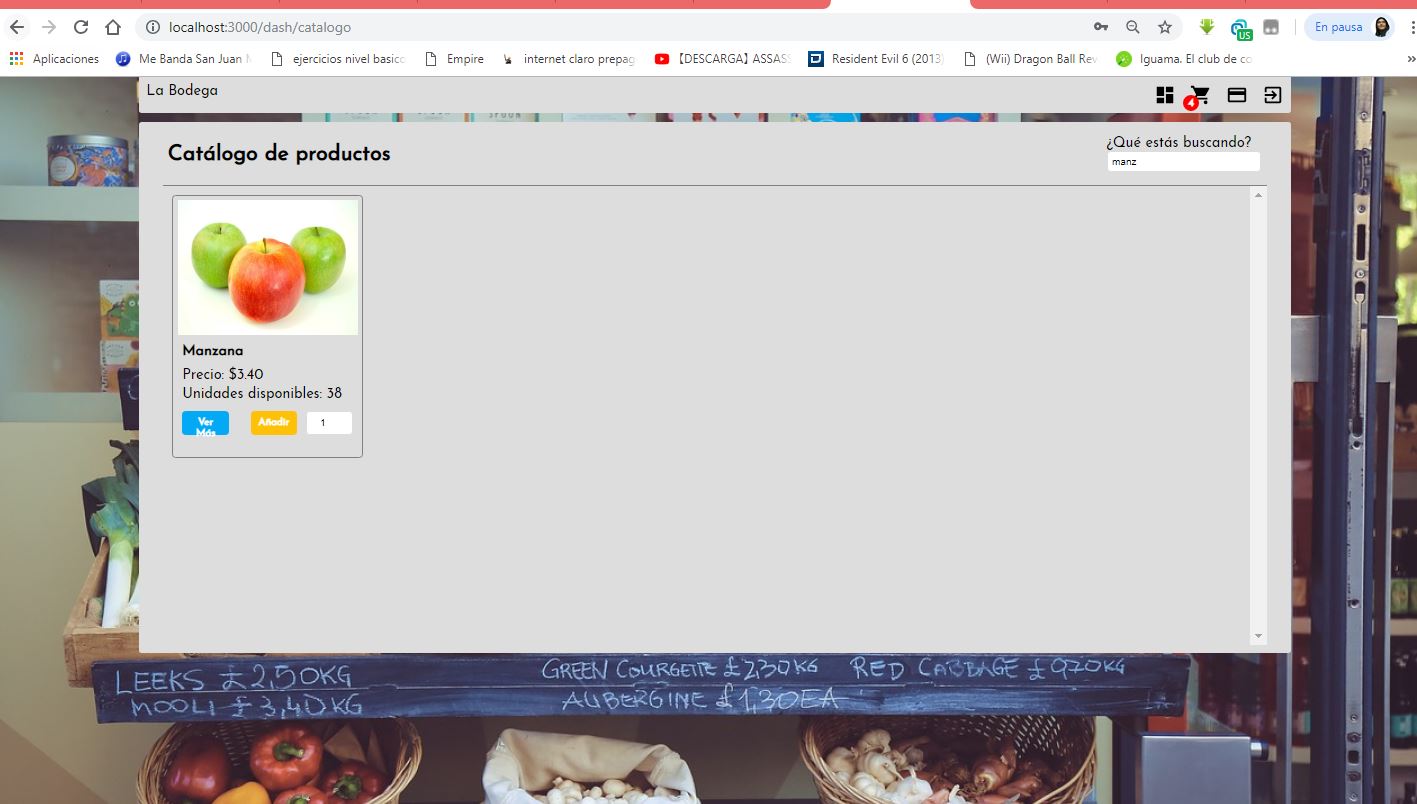 localhost:3000/dash/catalogo
US
En pausa
Aplicaciones
Me Banda San Juan
ejercicios nivel basico
Empire
internet claro prepag
【DESCARGA】 ASSASS
Resident Evil 6 (2013)
(Wii) Dragon Ball Rev
Iguama. El club de co
»
La Bodega
4
SPOON
Catálogo de productos
¿Qué estás buscando?
manz
Manzana
Precio: $3.40
Unidades disponibles: 38
Ver Más
Añadir
1
LEEKS £2,50KG
GREEN COURGETTE £2,30KG
RED CABBAGE £0,70KG
MOOLI £3,40KG
AUBERGINE £1,30EA